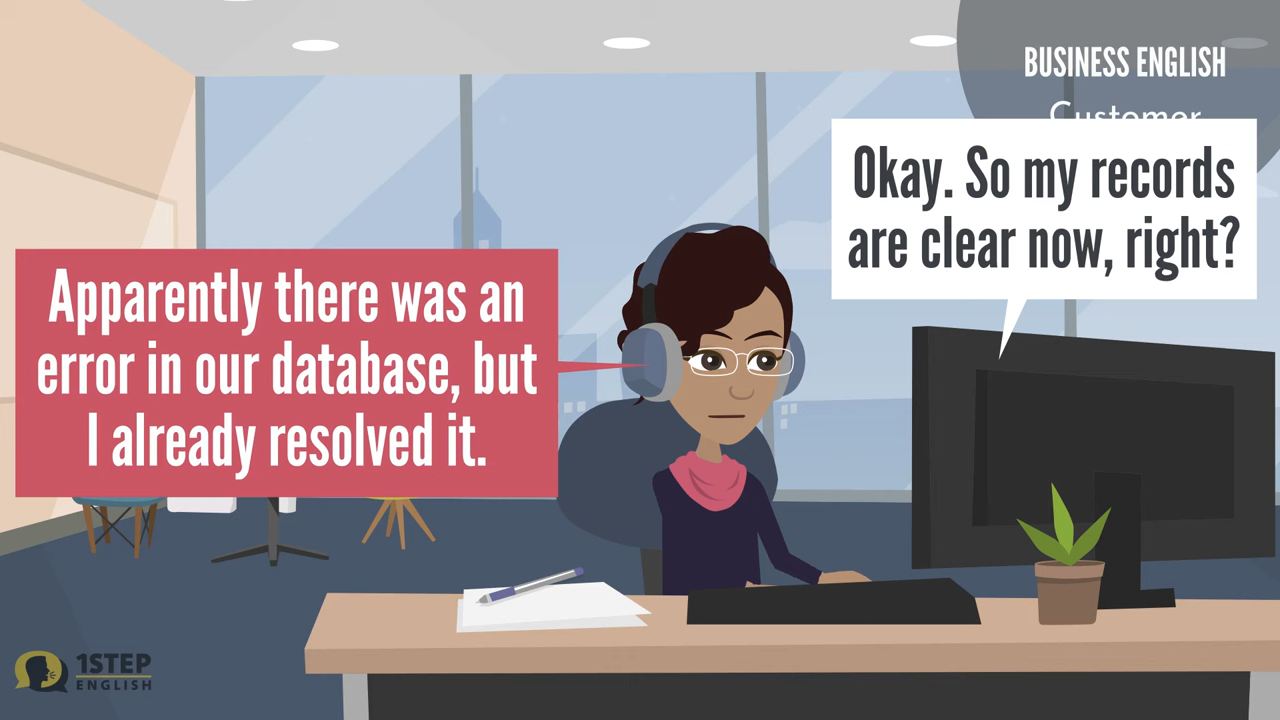 BUSINESS ENGLISH
Customer
Apparently there was an
error in our database, but
I already resolved it.
Okay. So my records
are clear now, right?
1STEP
ENGLISH